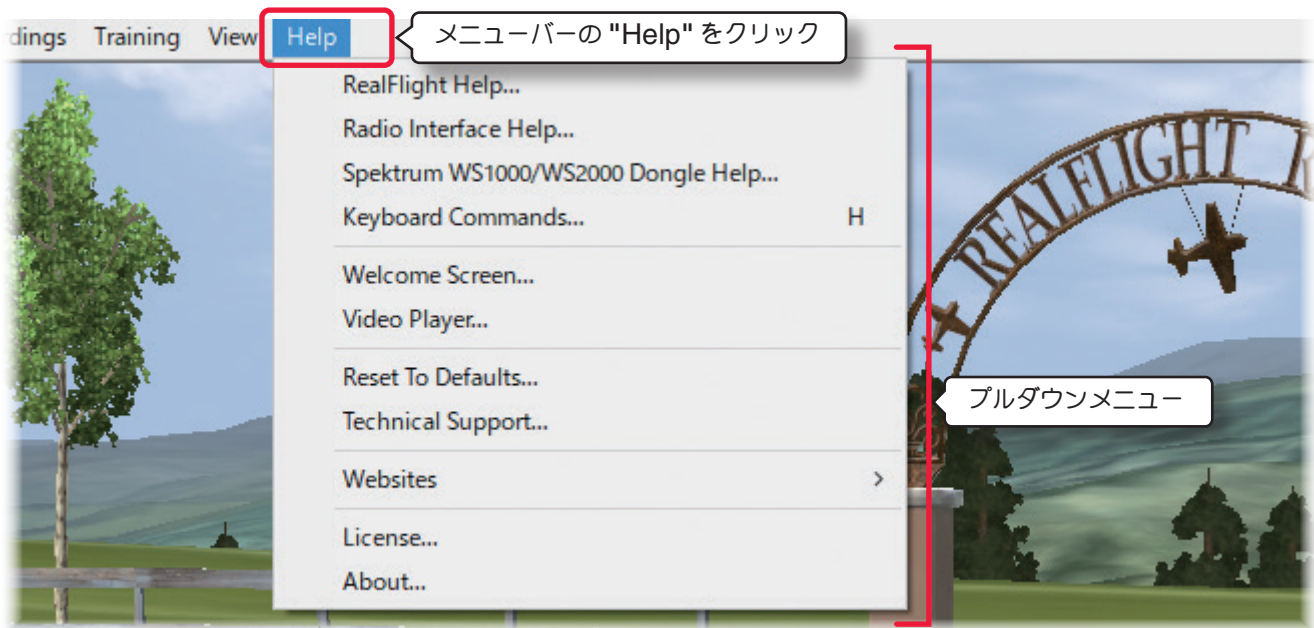 dings Training View Help
メニューバーの "Help" をクリック
RealFlight Help...
Radio Interface Help...
Spektrum WS1000/WS2000 Dongle Help...
Keyboard Commands... H
Welcome Screen...
Video Player...
Reset To Defaults...
Technical Support...
Websites >
License...
About...
REALFLIGHT
プルダウンメニュー